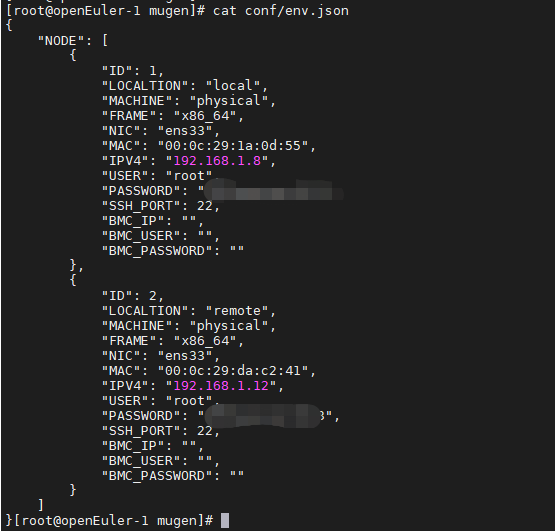 [root@openEuler-1 mugen]# cat conf/env.json
{
    "NODE": [
        {
            "ID": 1,
            "LOCALTION": "local",
            "MACHINE": "physical",
            "FRAME": "x86_64",
            "NIC": "ens33",
            "MAC": "00:0c:29:1a:0d:55",
            "IPV4": "192.168.1.8",
            "USER": "root",
            "PASSWORD": "
            "SSH_PORT": 22,
            "BMC_IP": "",
            "BMC_USER": "",
            "BMC_PASSWORD": ""
        },
        {
            "ID": 2,
            "LOCALTION": "remote",
            "MACHINE": "physical",
            "FRAME": "x86_64",
            "NIC": "ens33",
            "MAC": "00:0c:29:da:c2:41",
            "IPV4": "192.168.1.12",
            "USER": "root",
            "PASSWORD": "
            "SSH_PORT": 22,
            "BMC_IP": "",
            "BMC_USER": "",
            "BMC_PASSWORD": ""
        }
    ]
}[root@openEuler-1 mugen]#